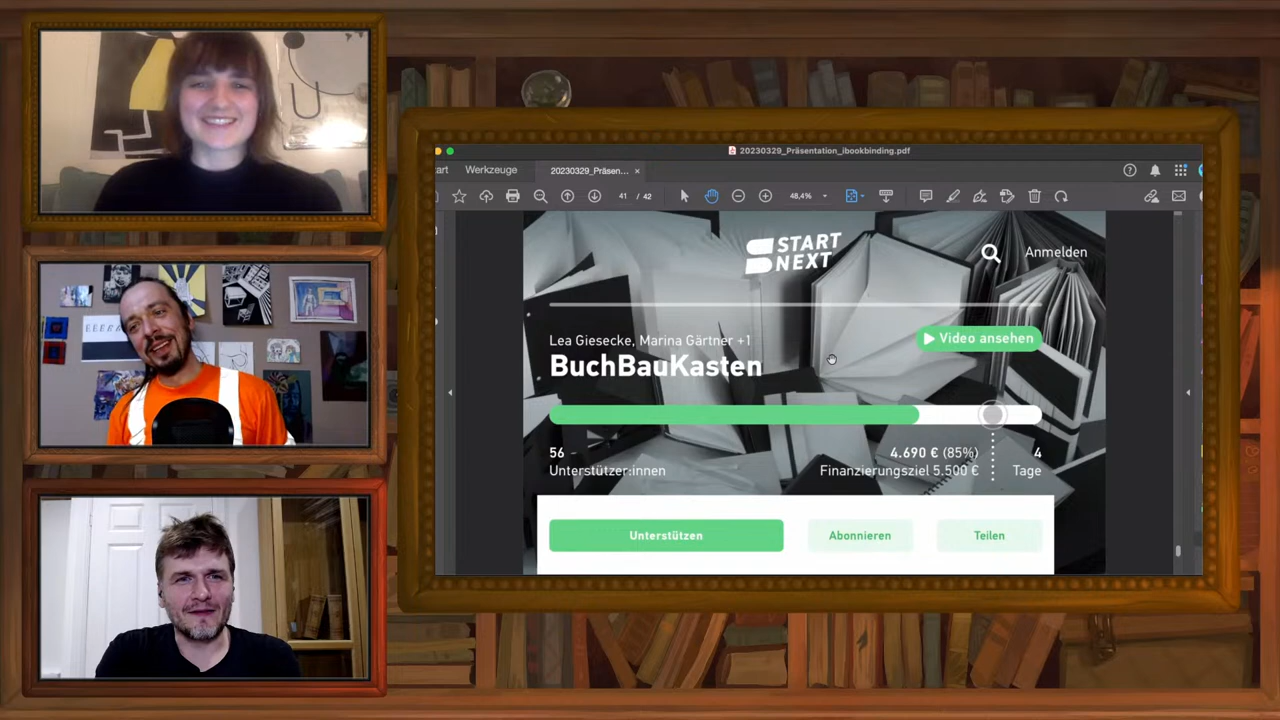 20230329_Präsentation_ibookbinding.pdf
Werkzeuge
20230329_Präsen... ×
41 / 42
48,4%
START
NEXT
Anmelden
Lea Giesecke, Marina Gärtner +1
Video ansehen
BuchBauKasten
56
4.690 € (85%)
4
Unterstützer:innen
Finanzierungsziel 5.500 €
Tage
Unterstützen
Abonnieren
Teilen